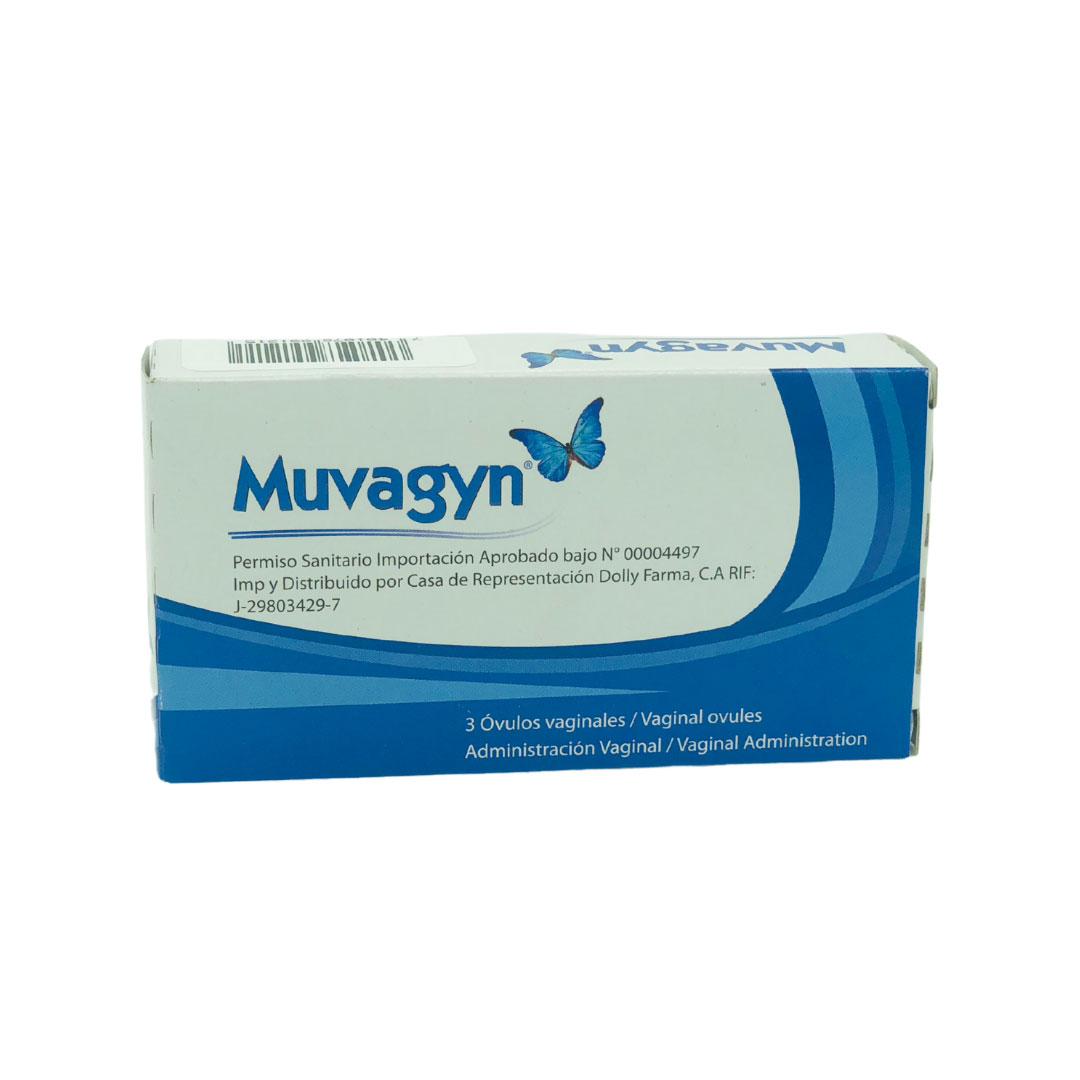 Muvagyn
Muvagyn®
Permiso Sanitario Importación Aprobado bajo N° 00004497
Imp y Distribuido por Casa de Representación Dolly Farma, C.A RIF:
J-29803429-7
3 Óvulos vaginales / Vaginal ovules
Administración Vaginal / Vaginal Administration